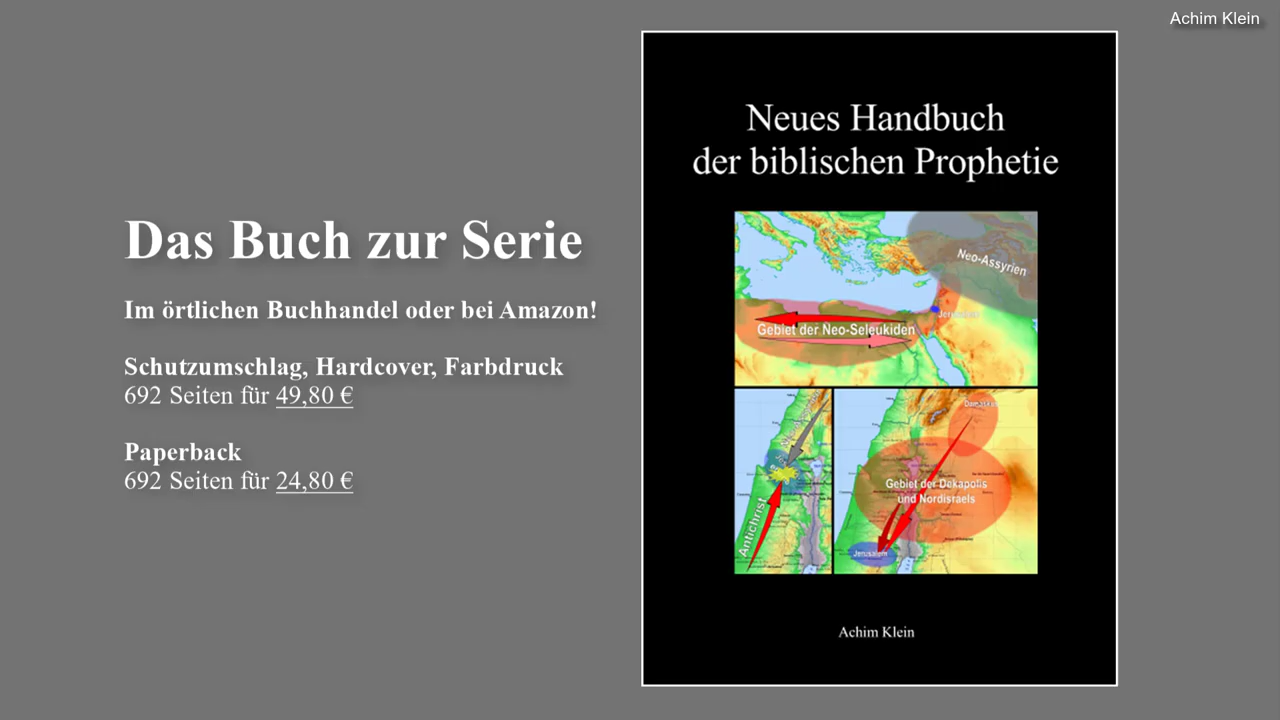 Achim Klein
Das Buch zur Serie
Im örtlichen Buchhandel oder bei Amazon!
Schutzumschlag, Hardcover, Farbdruck
692 Seiten für 49,80 €
Paperback
692 Seiten für 24,80 €
Neues Handbuch
der biblischen Prophetie
Neo-Assyrien
Gebiet der Neo-Seleukiden
Damaskus
Gebiet der Dekapolis
und Nordisraels
Antichrist
Jerusalem
Achim Klein